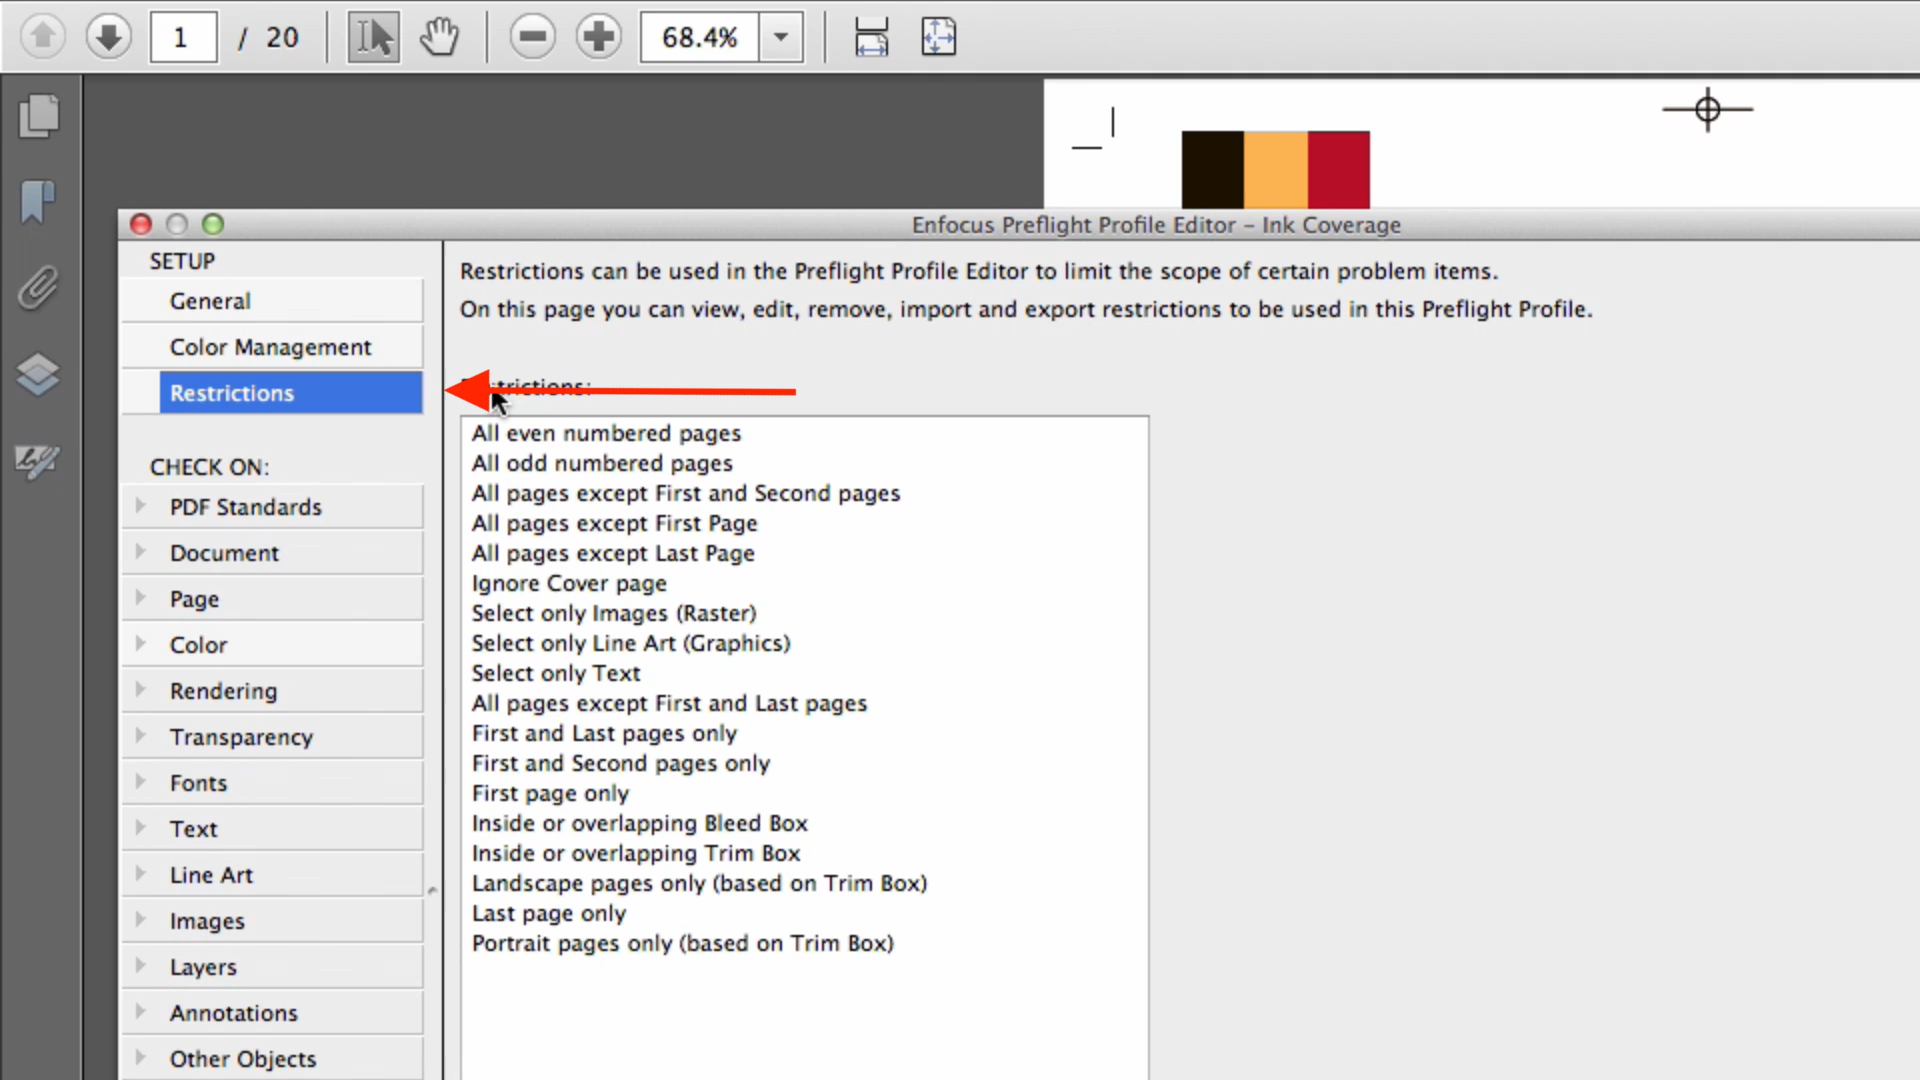 1 / 20 68.4%
Enfocus Preflight Profile Editor – Ink Coverage
SETUP
General
Color Management
Restrictions
CHECK ON:
PDF Standards
Document
Page
Color
Rendering
Transparency
Fonts
Text
Line Art
Images
Layers
Annotations
Other Objects
Restrictions can be used in the Preflight Profile Editor to limit the scope of certain problem items.
On this page you can view, edit, remove, import and export restrictions to be used in this Preflight Profile.
Restrictions:
All even numbered pages
All odd numbered pages
All pages except First and Second pages
All pages except First Page
All pages except Last Page
Ignore Cover page
Select only Images (Raster)
Select only Line Art (Graphics)
Select only Text
All pages except First and Last pages
First and Last pages only
First and Second pages only
First page only
Inside or overlapping Bleed Box
Inside or overlapping Trim Box
Landscape pages only (based on Trim Box)
Last page only
Portrait pages only (based on Trim Box)